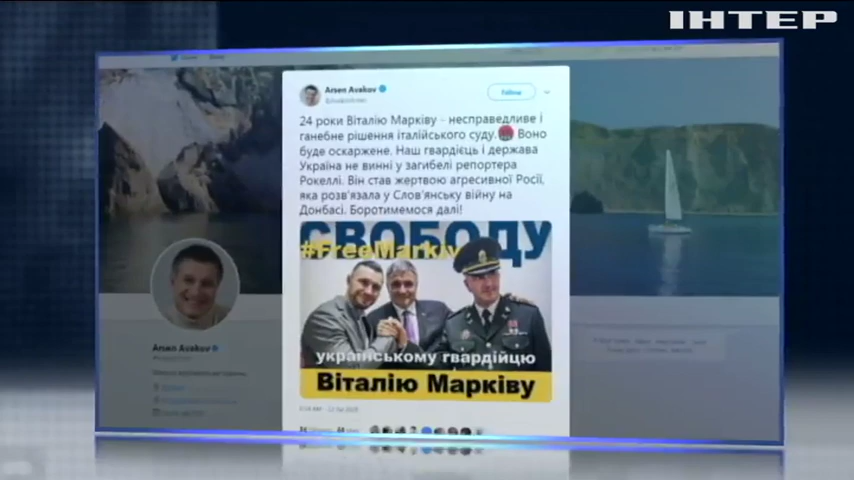 ІНТЕР
Arsen Avakov
Follow
24 роки Віталію Марківу - несправедливе і
ганебне рішення італійського суду. Воно
буде оскаржене. Наш гвардієць і держава
Україна не винні у загибелі репортера
Рокеллі. Він став жертвою агресивної Росії,
яка розв'язала у Слов'янську війну на
Донбасі. Боротимемося далі!
СВОБОДУ
#FreeMarkiv
українському гвардійцю
Віталію Марківу
Arsen Avakov